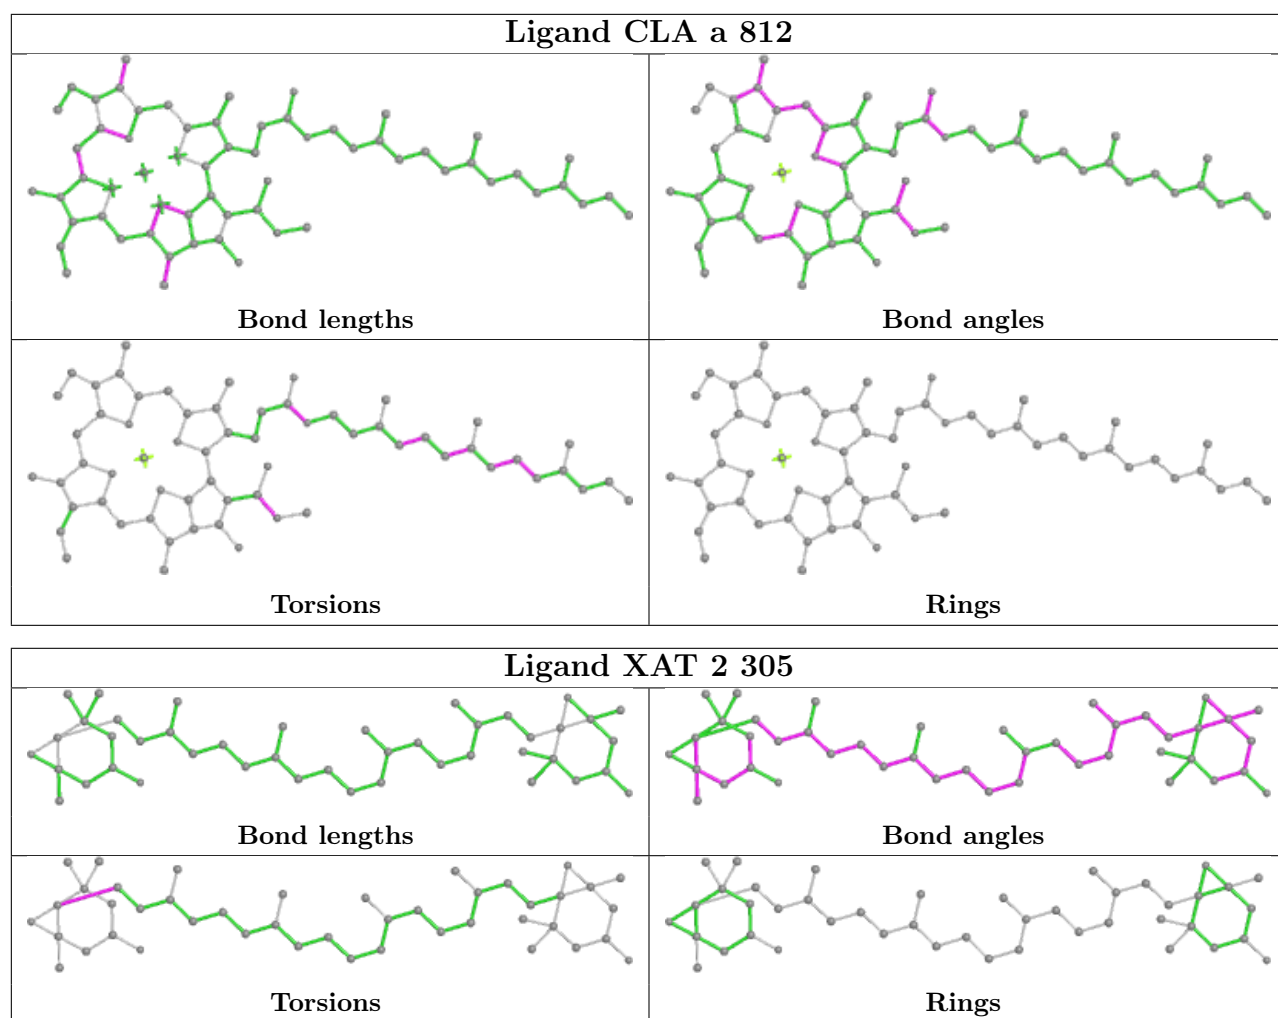 Ligand CLA a 812
Bond lengths
Bond angles
Torsions
Rings
Ligand XAT 2 305
Bond lengths
Bond angles
Torsions
Rings